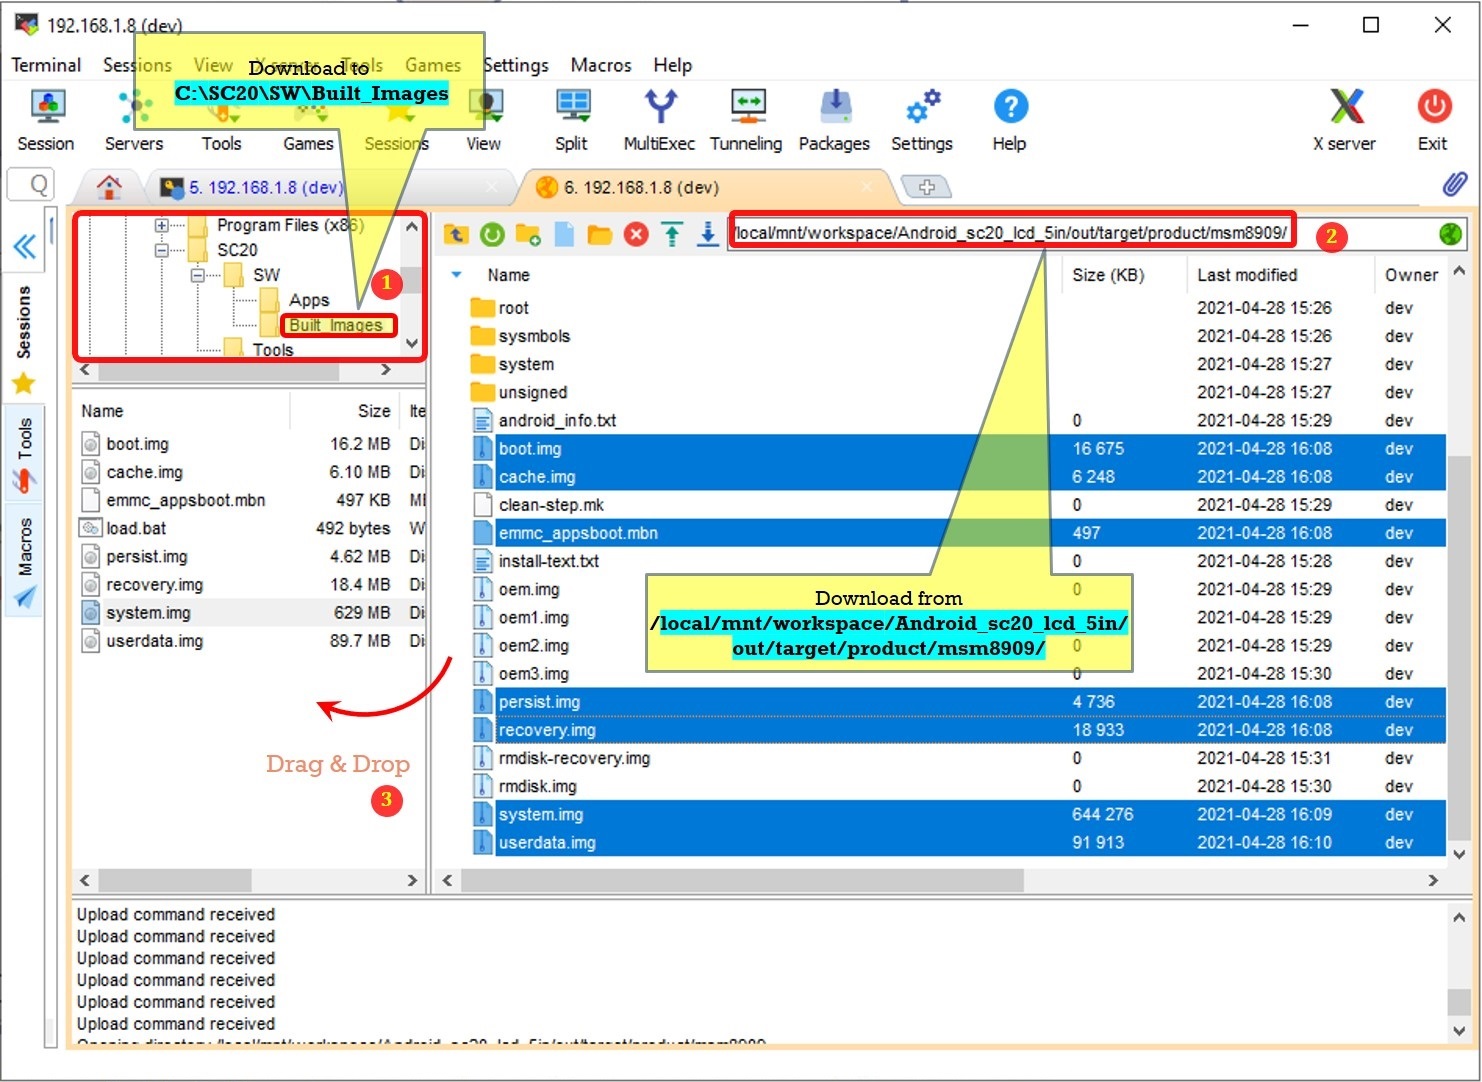 192.168.1.8 (dev)
Terminal Sessions View X server Tools Games Settings Macros Help
Download to
C:\SC20\SW\Built_Images
Session Servers Tools Games Sessions View Split MultiExec Tunneling Packages Settings Help X server Exit
Q
5. 192.168.1.8 (dev)
6. 192.168.1.8 (dev)
Sessions
Tools
Macros
Program Files (x86)
SC20
SW
Apps
Built_Images
Tools
1
/local/mnt/workspace/Android_sc20_lcd_5in/out/target/product/msm8909/
2
Name Size Ite
boot.img 16.2 MB Di
cache.img 6.10 MB Di
emmc_appsboot.mbn 497 KB
load.bat 492 bytes W
persist.img 4.62 MB Di
recovery.img 18.4 MB Di
system.img 629 MB Di
userdata.img 89.7 MB Di
Drag & Drop
3
Name Size (KB) Last modified Owner
root 2021-04-28 15:26 dev
sysmbols 2021-04-28 15:26 dev
system 2021-04-28 15:27 dev
unsigned 2021-04-28 15:27 dev
android_info.txt 0 2021-04-28 15:29 dev
boot.img 16 675 2021-04-28 16:08 dev
cache.img 6 248 2021-04-28 16:08 dev
clean-step.mk 0 2021-04-28 15:29 dev
emmc_appsboot.mbn 497 2021-04-28 16:08 dev
install-text.txt 0 2021-04-28 15:28 dev
oem.img 0 2021-04-28 15:29 dev
oem1.img 2021-04-28 15:29 dev
oem2.img 0 2021-04-28 15:29 dev
oem3.img 0 2021-04-28 15:30 dev
persist.img 4 736 2021-04-28 16:08 dev
recovery.img 18 933 2021-04-28 16:08 dev
rmdisk-recovery.img 0 2021-04-28 15:31 dev
rmdisk.img 0 2021-04-28 15:30 dev
system.img 644 276 2021-04-28 16:09 dev
userdata.img 91 913 2021-04-28 16:10 dev
Download from
/local/mnt/workspace/Android_sc20_lcd_5in/
out/target/product/msm8909/
Upload command received
Upload command received
Upload command received
Upload command received
Upload command received
Upload command received
Opening directory /local/mnt/workspace/Android_sc20_lcd_5in/out/target/product/msm8909